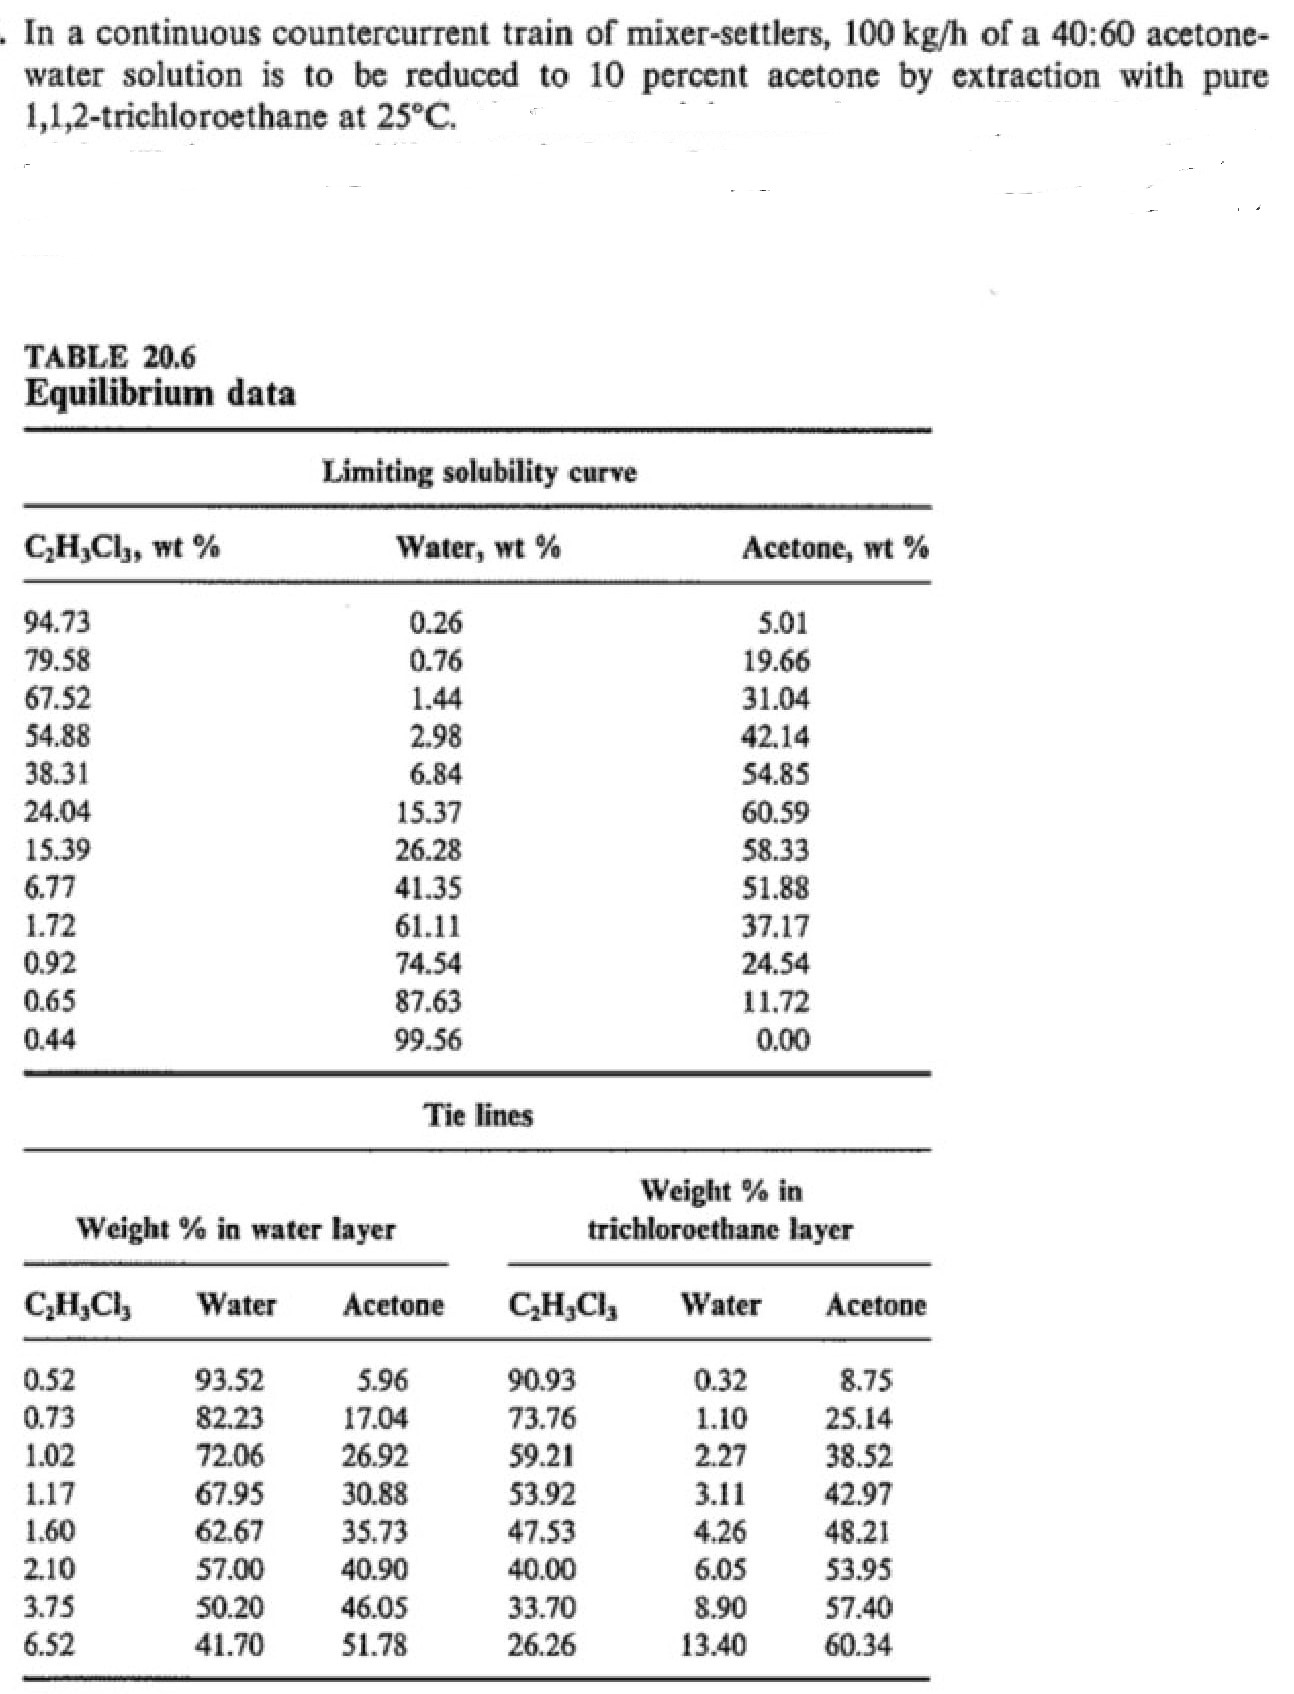 . In a continuous countercurrent train of mixer-settlers, 100 kg/h of a 40:60 acetone-
water solution is to be reduced to 10 percent acetone by extraction with pure
1,1,2-trichloroethane at 25°C.
TABLE 20.6
Equilibrium data
Limiting solubility curve
C₂H₃Cl₃, wt % Water, wt % Acetone, wt %
94.73 0.26 5.01
79.58 0.76 19.66
67.52 1.44 31.04
54.88 2.98 42.14
38.31 6.84 54.85
24.04 15.37 60.59
15.39 26.28 58.33
6.77 41.35 51.88
1.72 61.11 37.17
0.92 74.54 24.54
0.65 87.63 11.72
0.44 99.56 0.00
Tie lines
Weight % in
Weight % in water layer trichloroethane layer
C₂H₃Cl₃ Water Acetone C₂H₃Cl₃ Water Acetone
0.52 93.52 5.96 90.93 0.32 8.75
0.73 82.23 17.04 73.76 1.10 25.14
1.02 72.06 26.92 59.21 2.27 38.52
1.17 67.95 30.88 53.92 3.11 42.97
1.60 62.67 35.73 47.53 4.26 48.21
2.10 57.00 40.90 40.00 6.05 53.95
3.75 50.20 46.05 33.70 8.90 57.40
6.52 41.70 51.78 26.26 13.40 60.34